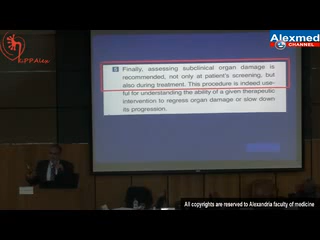 Alexmed
CHANNEL
EiPPAlex
Finally, assessing subclinical organ damage is
recommended, not only at patient's screening, but
also during treatment. This procedure is indeed use-
ful for understanding the ability of a given therapeutic
intervention to regress organ damage or slow down
its progression.
All copyrights are reserved to Alexandria faculty of medicine